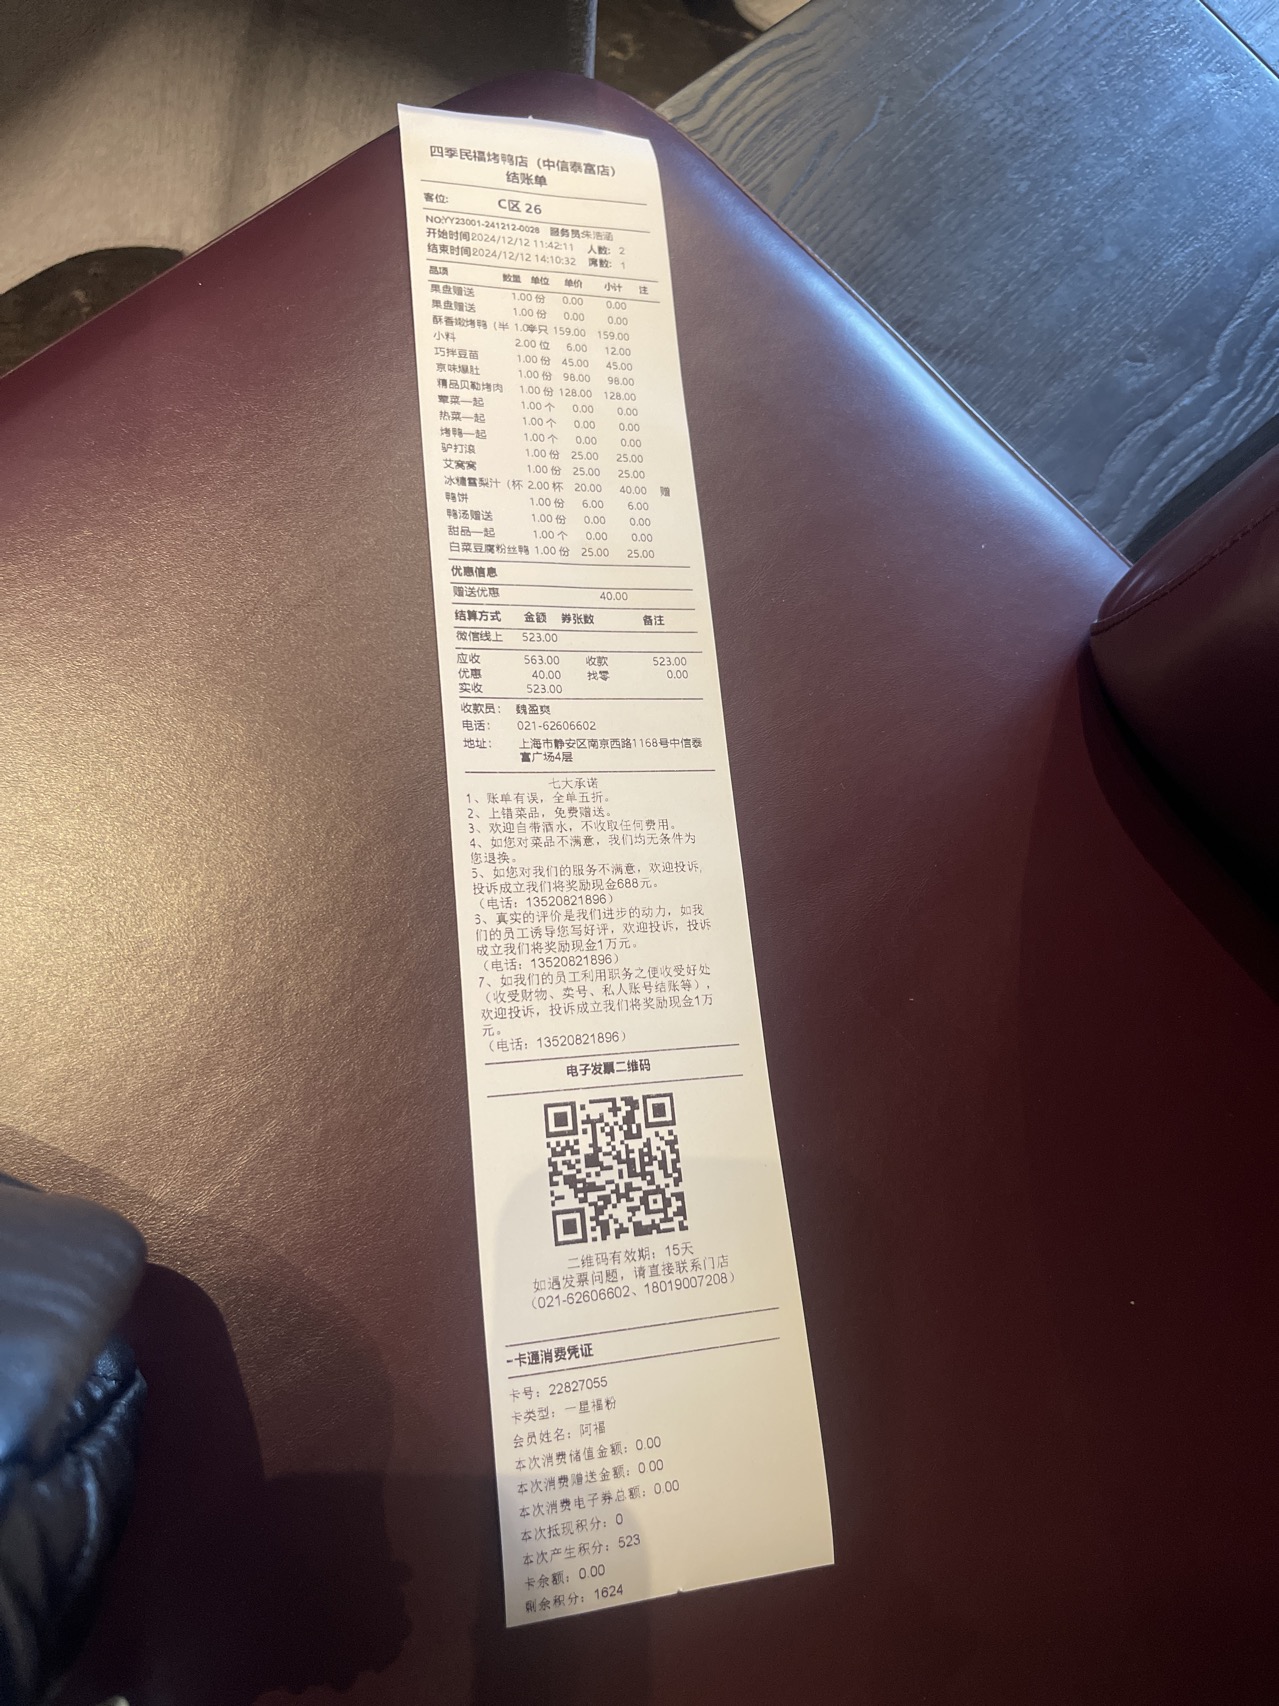 四季民福烤鸭店（中信泰富店）
结账单
客位: C区 26
NO:YY23001-241212-0028 服务员:朱浩涵
开始时间2024/12/12 11:42:11 人数: 2
结束时间2024/12/12 14:10:32 席数: 1
品项 数量 单位 单价 小计 注
果盘赠送 1.00 份 0.00 0.00
果盘赠送 1.00 份 0.00 0.00
酥香嫩烤鸭（半 1.0半只 159.00 159.00
小料 2.00 位 6.00 12.00
巧拌豆苗 1.00 份 45.00 45.00
京味爆肚 1.00 份 98.00 98.00
精品贝勒烤肉 1.00 份 128.00 128.00
荤菜一起 1.00 个 0.00 0.00
热菜一起 1.00 个 0.00 0.00
烤鸭一起 1.00 个 0.00 0.00
驴打滚 1.00 份 25.00 25.00
艾窝窝 1.00 份 25.00 25.00
冰糖雪梨汁（杯 2.00 杯 20.00 40.00 赠
鸭饼 1.00 份 6.00 6.00
鸭汤赠送 1.00 份 0.00 0.00
甜品一起 1.00 个 0.00 0.00
白菜豆腐粉丝鸭 1.00 份 25.00 25.00
优惠信息
赠送优惠 40.00
结算方式 金额 券张数 备注
微信线上 523.00
应收 563.00 收款 523.00
优惠 40.00 找零 0.00
实收 523.00
收款员: 魏盈爽
电话: 021-62606602
地址: 上海市静安区南京西路1168号中信泰
富广场4层
七大承诺
1、账单有误，全单五折。
2、上错菜品，免费赠送。
3、欢迎自带酒水，不收取任何费用。
4、如您对菜品不满意，我们均无条件为
您退换。
5、如您对我们的服务不满意，欢迎投诉,
投诉成立我们将奖励现金688元。
（电话：13520821896）
6、真实的评价是我们进步的动力，如我
们的员工诱导您写好评，欢迎投诉，投诉
成立我们将奖励现金1万元。
（电话：13520821896）
7、如我们的员工利用职务之便收受好处
（收受财物、卖号、私人账号结账等），
欢迎投诉，投诉成立我们将奖励现金1万
元。
（电话：13520821896）
电子发票二维码
二维码有效期：15天
如遇发票问题，请直接联系门店
（021-62606602、18019007208）
一卡通消费凭证
卡号：22827055
卡类型：一星福粉
会员姓名：阿福
本次消费储值金额：0.00
本次消费赠送金额：0.00
本次消费电子券总额：0.00
本次抵现积分：0
本次产生积分：523
卡余额：0.00
剩余积分：1624